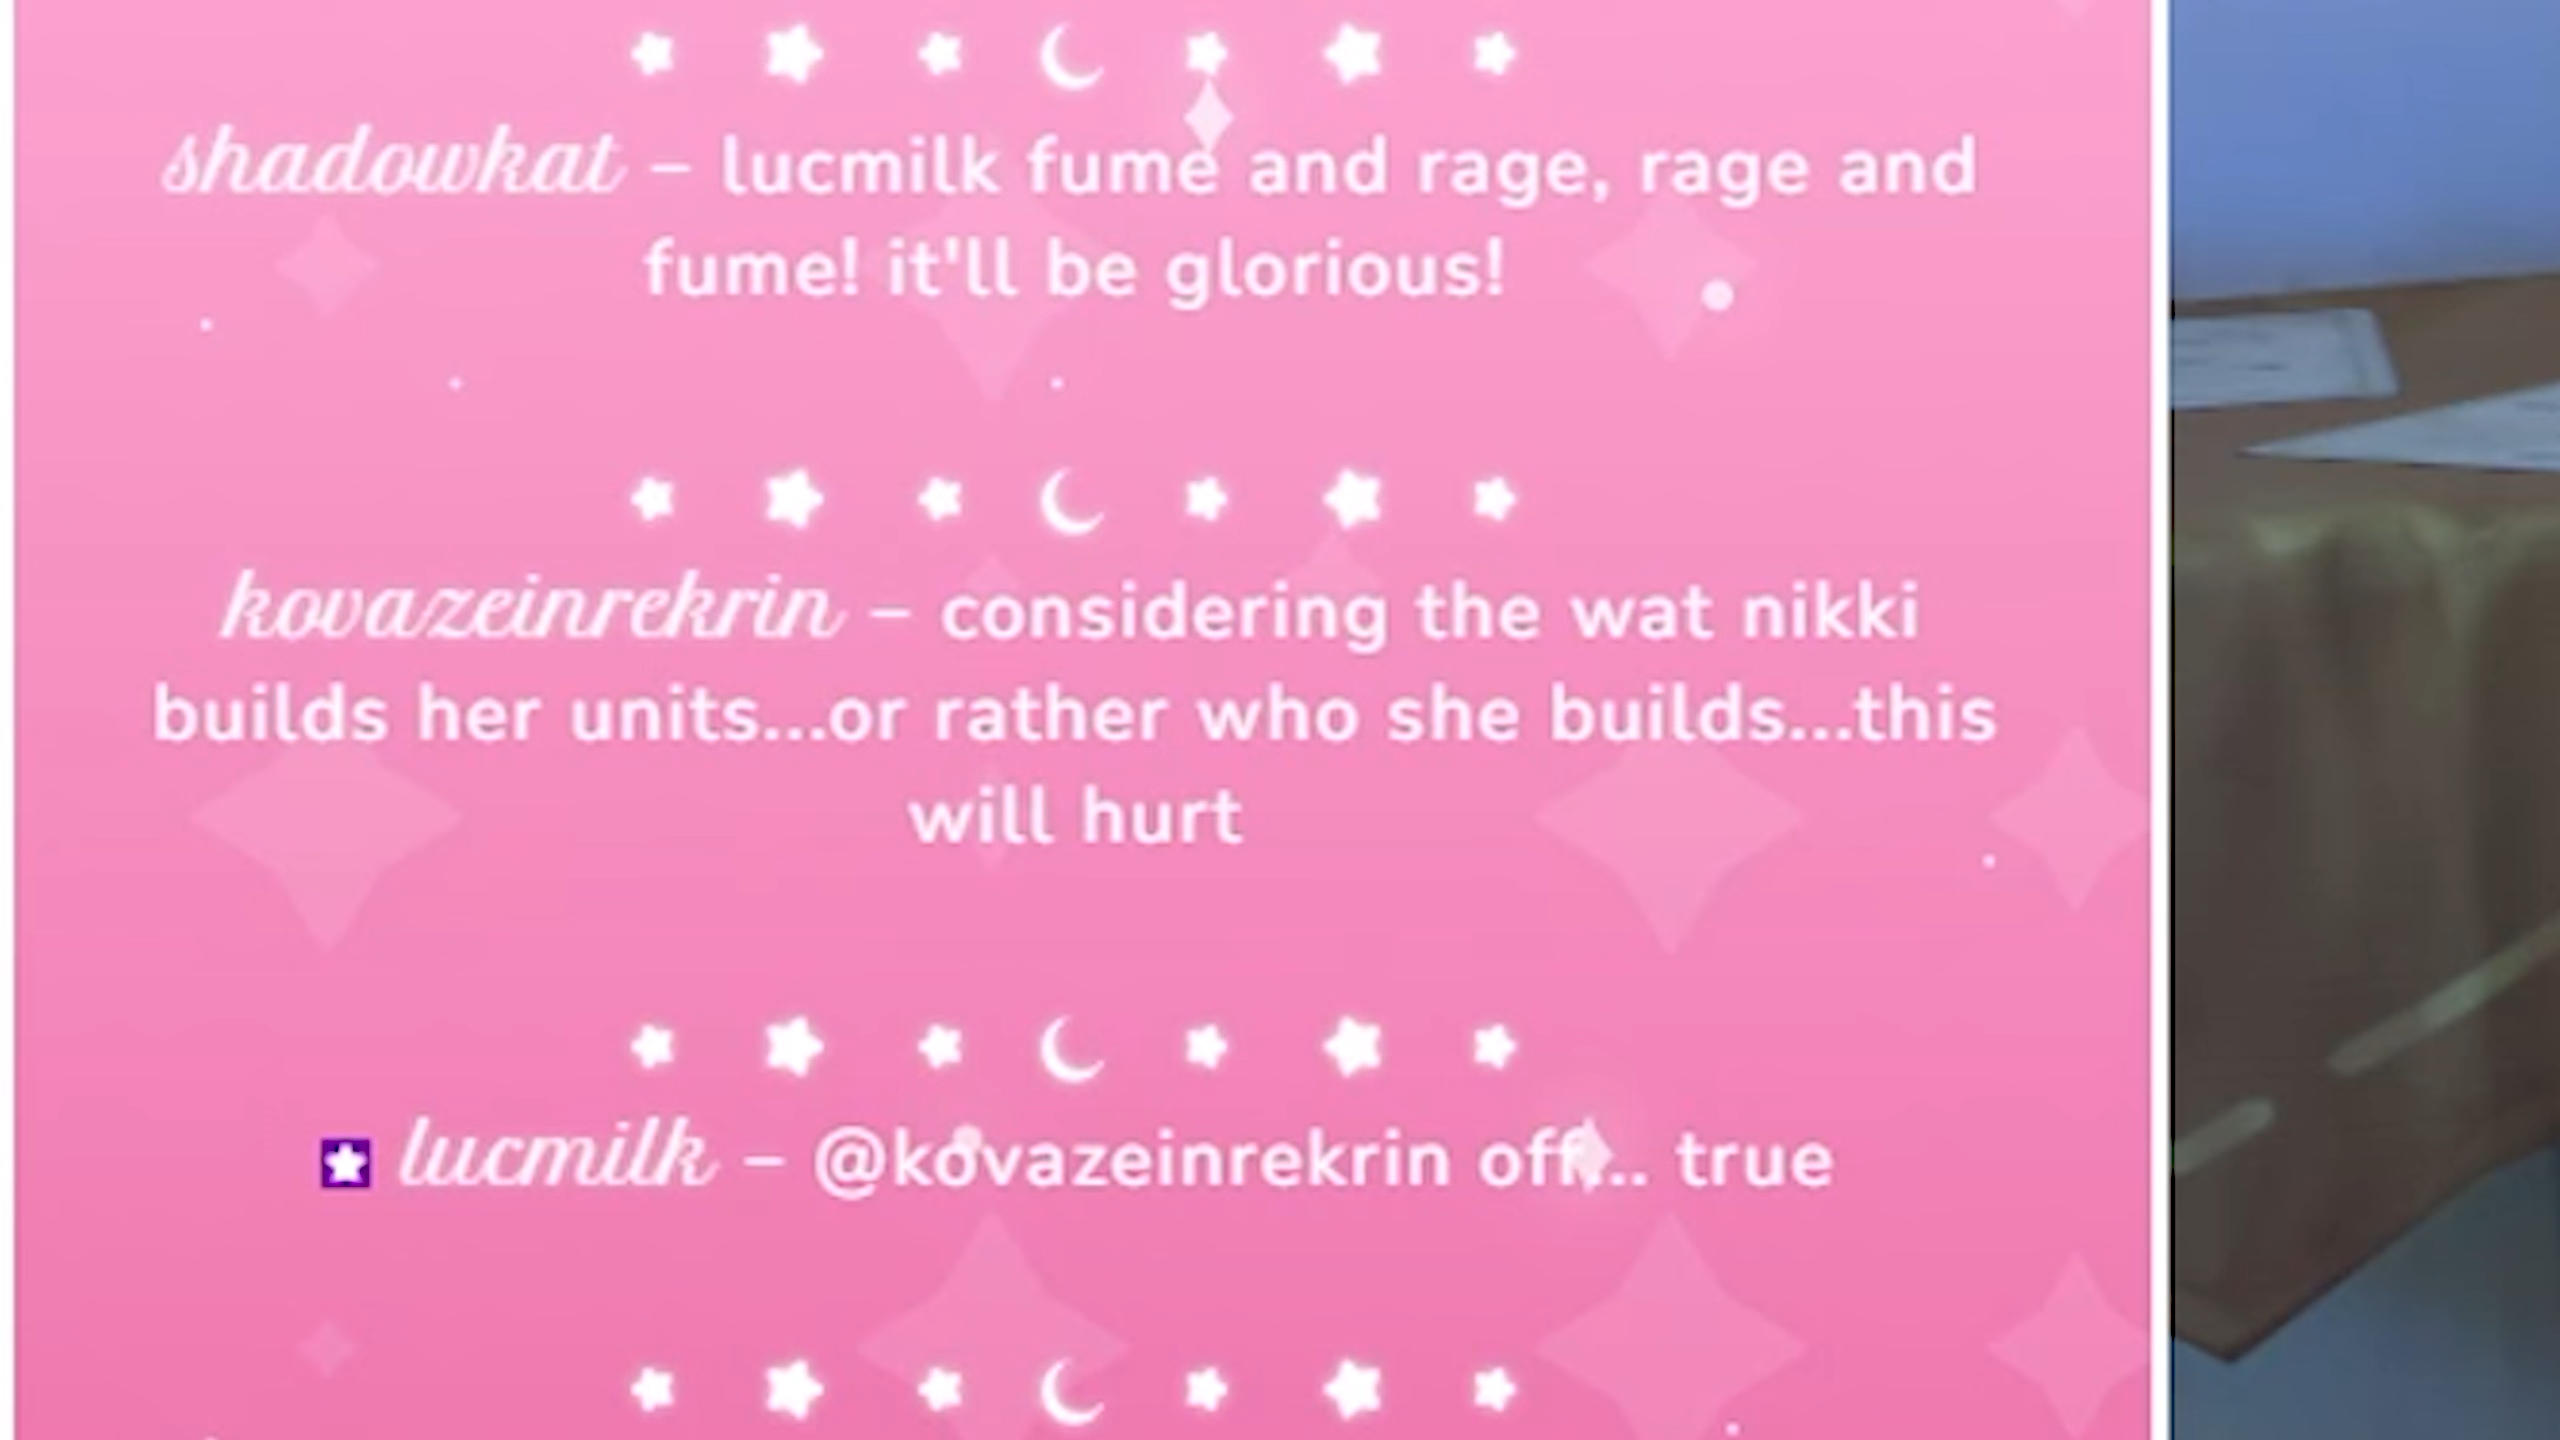 shadowkat – lucmilk fume and rage, rage and
fume! it'll be glorious!
kovazeinrekrin – considering the wat nikki
builds her units...or rather who she builds...this
will hurt
lucmilk – @kovazeinrekrin off... true